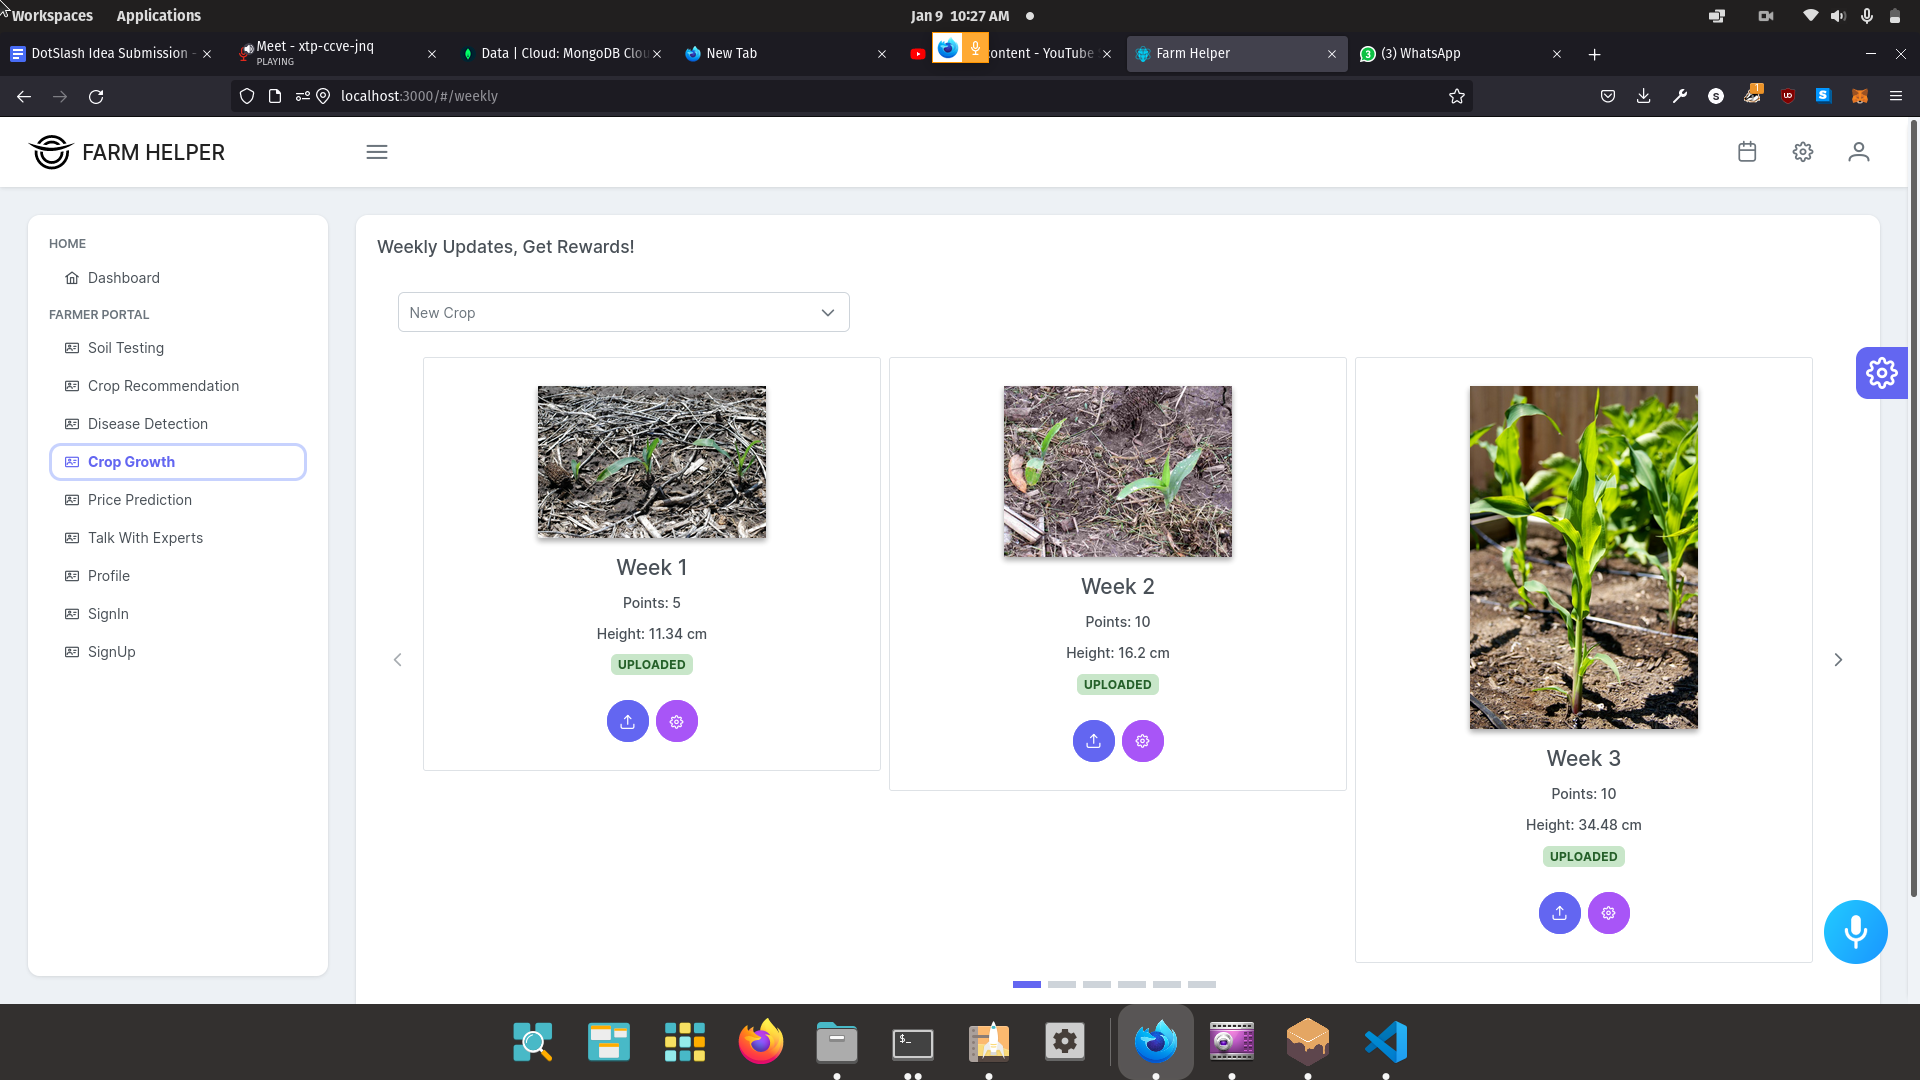 Workspaces Applications Jan 9 10:27 AM
DotSlash Idea Submission - Meet - xtp-ccve-jnq Data | Cloud: MongoDB Clou New Tab ontent - YouTube Farm Helper (3) WhatsApp
PLAYING
localhost:3000/#/weekly
FARM HELPER
HOME
Dashboard
FARMER PORTAL
Soil Testing
Crop Recommendation
Disease Detection
Crop Growth
Price Prediction
Talk With Experts
Profile
SignIn
SignUp
Weekly Updates, Get Rewards!
New Crop
Week 1
Points: 5
Height: 11.34 cm
UPLOADED
Week 2
Points: 10
Height: 16.2 cm
UPLOADED
Week 3
Points: 10
Height: 34.48 cm
UPLOADED